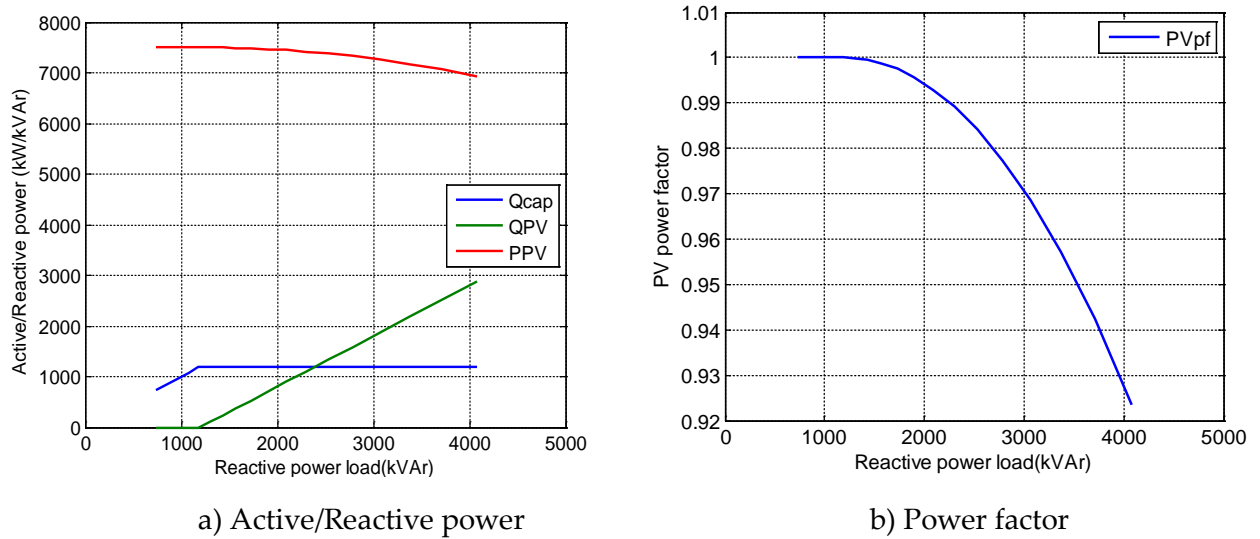 8000
7000
6000
5000
4000
3000
2000
1000
0
Active/Reactive power (kW/kVAr)
Qcap
QPV
PPV
0 1000 2000 3000 4000 5000
Reactive power load(kVAr)
a) Active/Reactive power
1.01
1
0.99
0.98
0.97
0.96
0.95
0.94
0.93
0.92
PV power factor
PVpf
0 1000 2000 3000 4000 5000
Reactive power load(kVAr)
b) Power factor